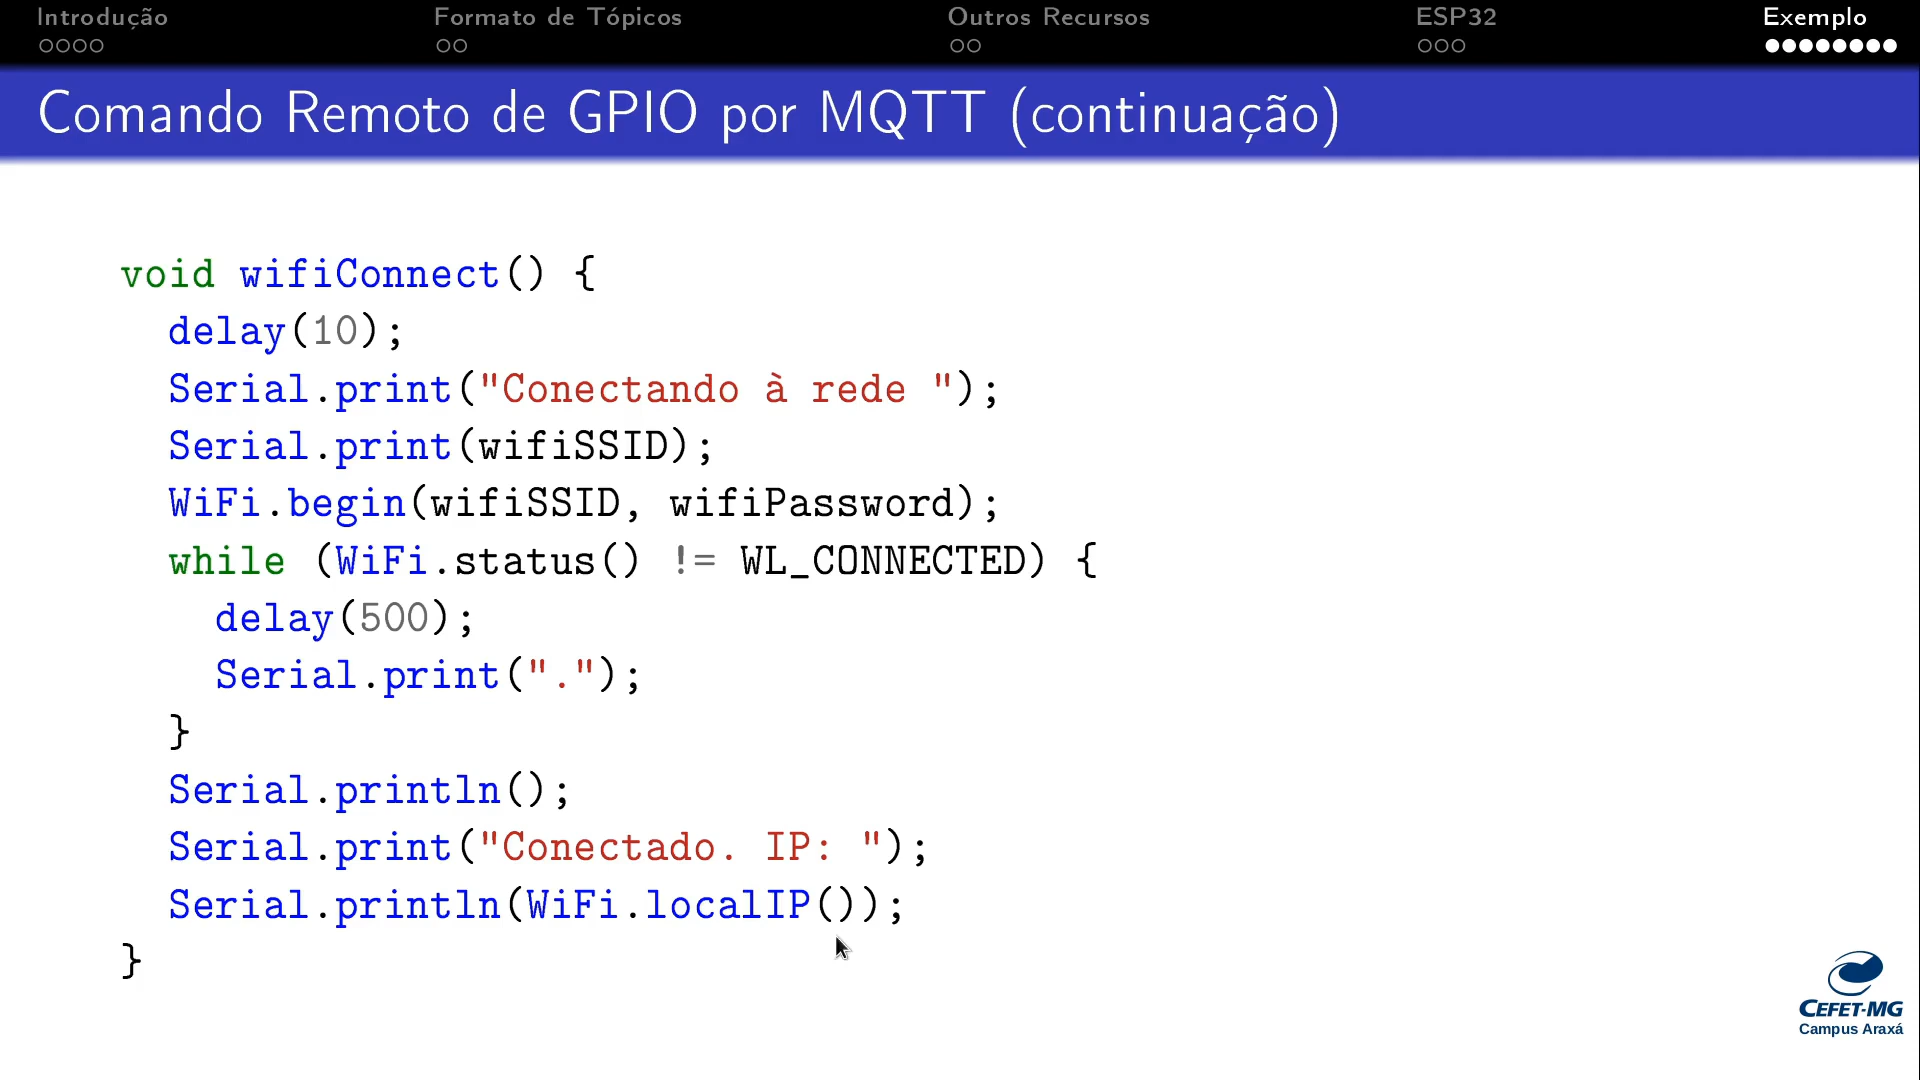 Introdução Formato de Tópicos Outros Recursos ESP32 Exemplo
Comando Remoto de GPIO por MQTT (continuação)
void wifiConnect() {
  delay(10);
  Serial.print("Conectando à rede ");
  Serial.print(wifiSSID);
  WiFi.begin(wifiSSID, wifiPassword);
  while (WiFi.status() != WL_CONNECTED) {
    delay(500);
    Serial.print(".");
  }
  Serial.println();
  Serial.print("Conectado. IP: ");
  Serial.println(WiFi.localIP());
}
CEFET-MG
Campus Araxá